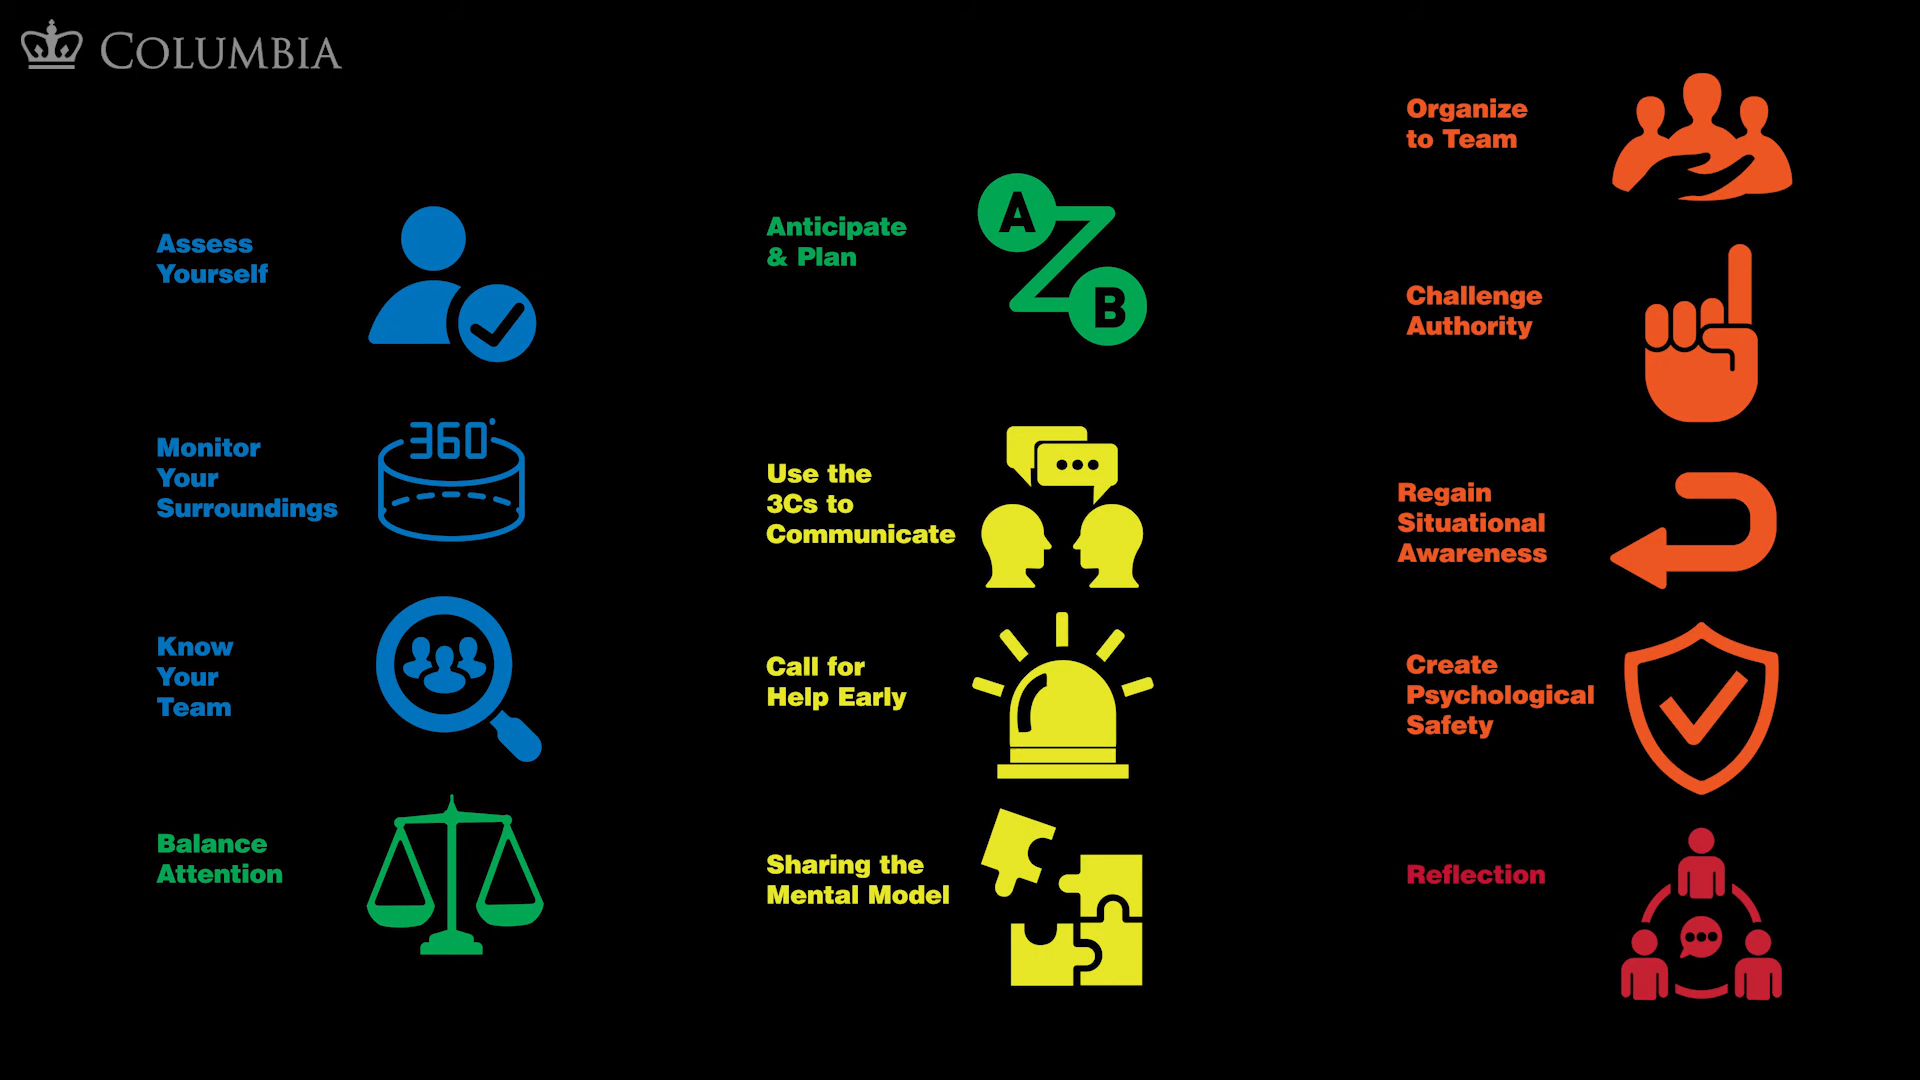 COLUMBIA
Assess
Yourself
Monitor
Your
Surroundings
360°
Know
Your
Team
Balance
Attention
Anticipate
& Plan
A
B
Use the
3Cs to
Communicate
Call for
Help Early
Sharing the
Mental Model
Organize
to Team
Challenge
Authority
Regain
Situational
Awareness
Create
Psychological
Safety
Reflection